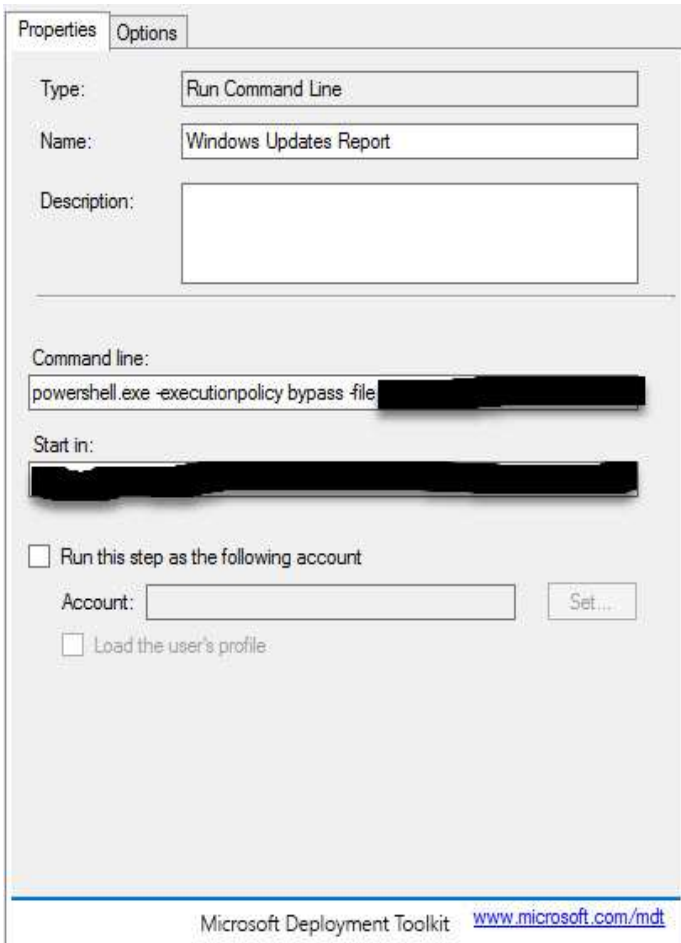 Properties Options
Type: Run Command Line
Name: Windows Updates Report
Description:
Command line:
powershell.exe -executionpolicy bypass -file
Start in:
Run this step as the following account
Account: Set...
Load the user's profile
Microsoft Deployment Toolkit www.microsoft.com/mdt